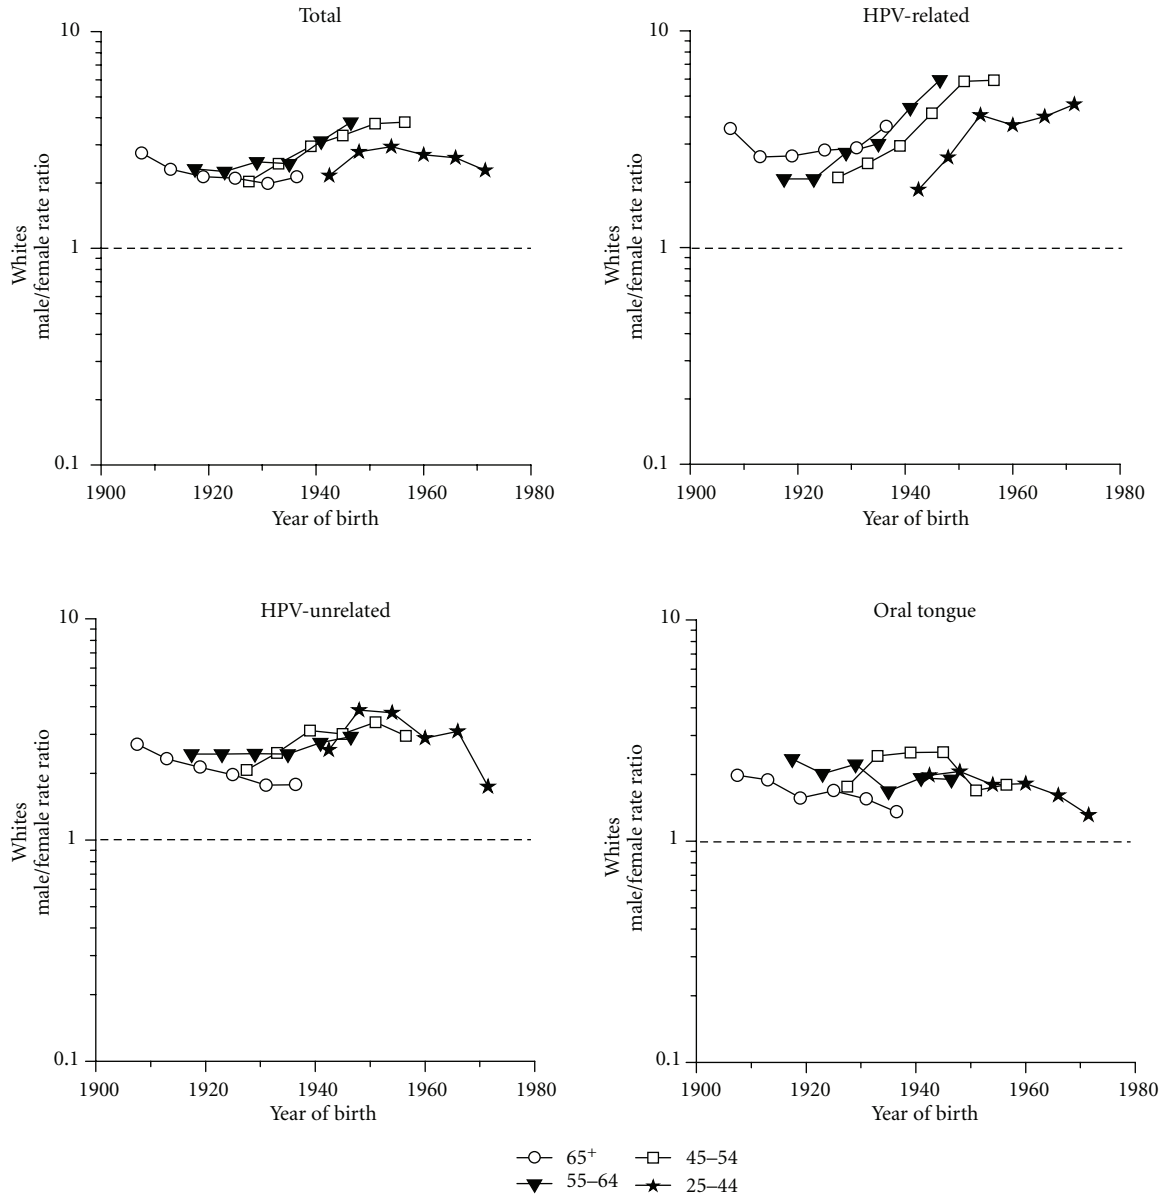 Total
10
1
0.1
1900
1920
1940
1960
1980
Year of birth
Whites
male/female rate ratio
HPV-related
10
1
0.1
1900
1920
1940
1960
1980
Year of birth
Whites
male/female rate ratio
HPV-unrelated
10
1
0.1
1900
1920
1940
1960
1980
Year of birth
Whites
male/female rate ratio
Oral tongue
10
1
0.1
1900
1920
1940
1960
1980
Year of birth
Whites
male/female rate ratio
65+
45–54
55–64
25–44